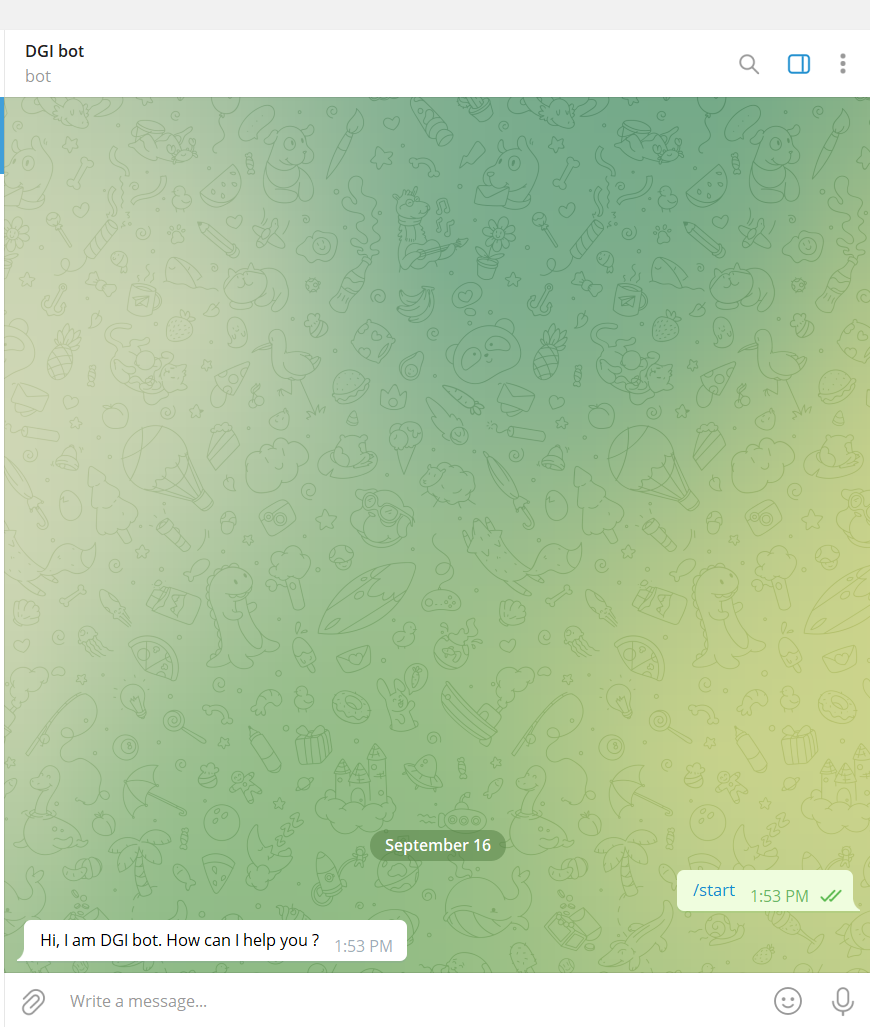 DGI bot
bot
September 16
/start 1:53 PM
Hi, I am DGI bot. How can I help you ? 1:53 PM
Write a message...